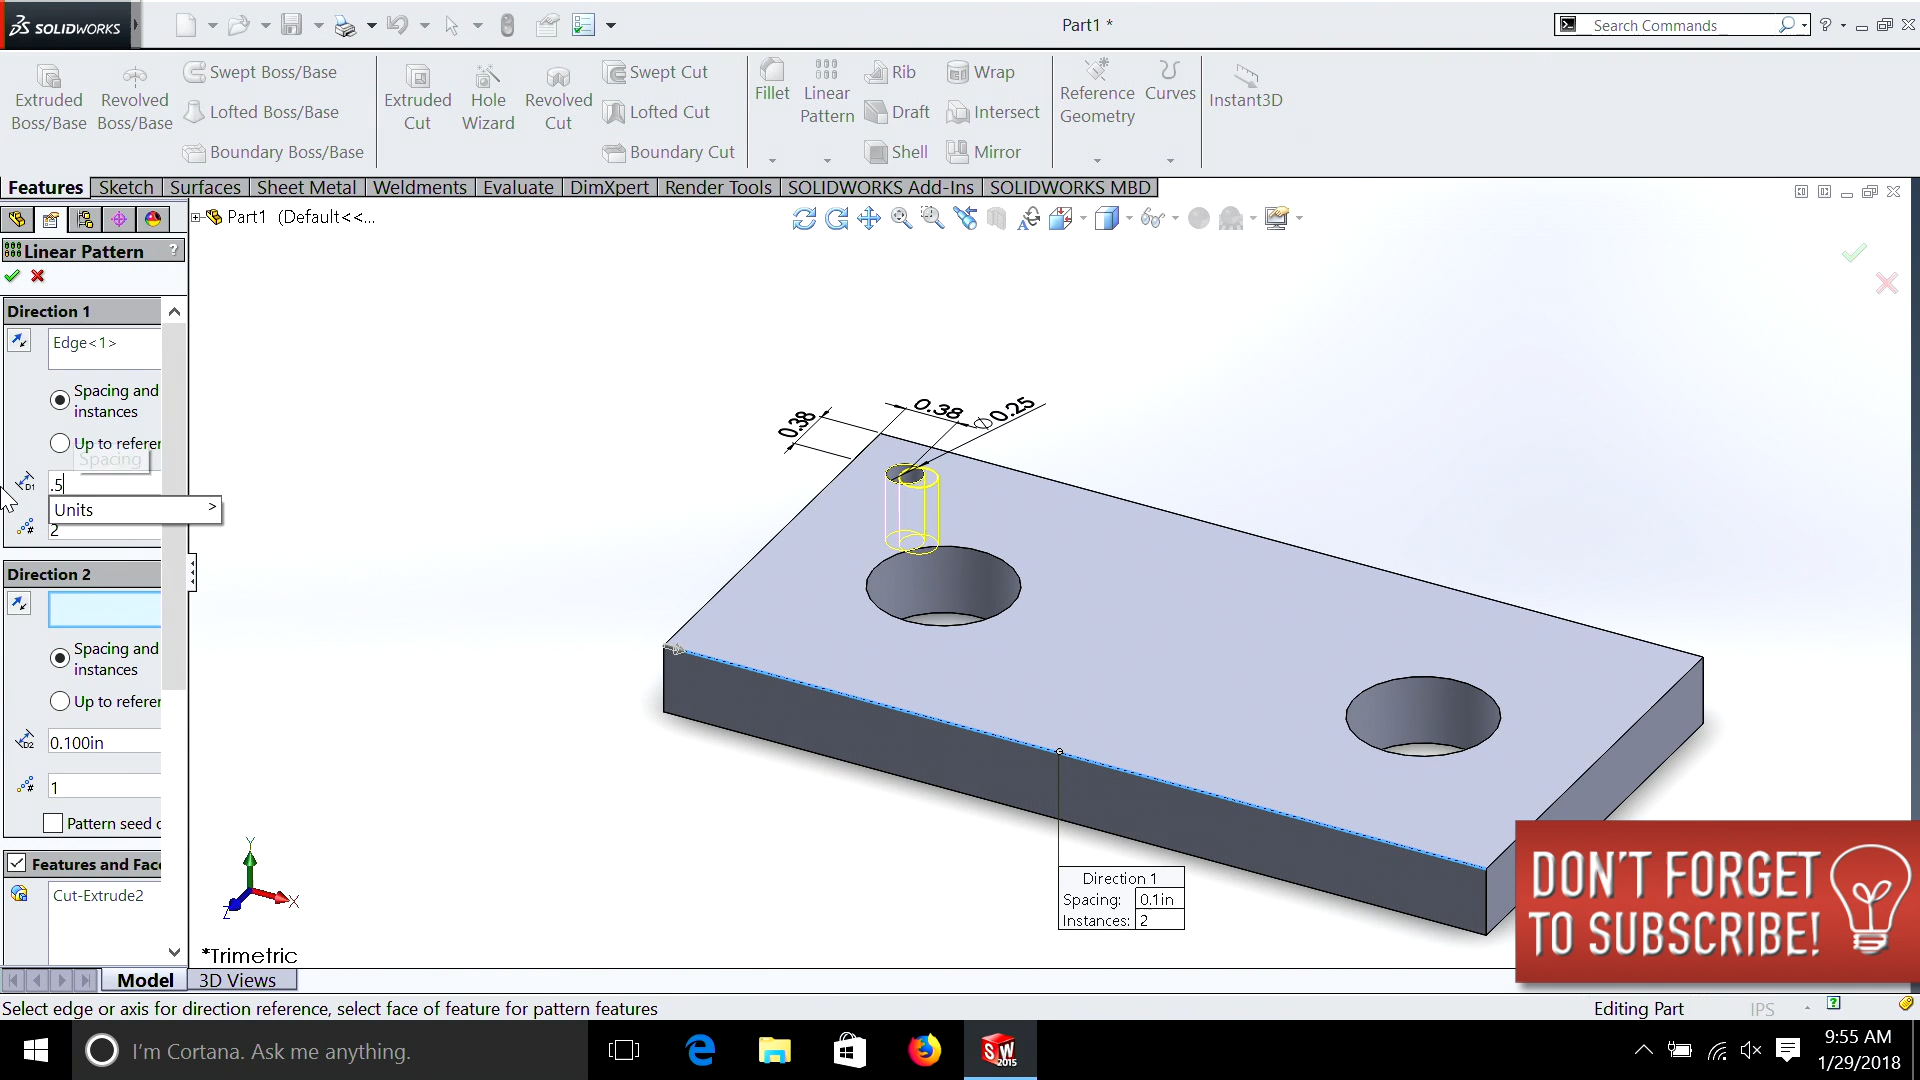 SOLIDWORKS
Part1 *
Search Commands
?
Extruded Boss/Base
Revolved Boss/Base
Swept Boss/Base
Lofted Boss/Base
Boundary Boss/Base
Extruded Cut
Hole Wizard
Revolved Cut
Swept Cut
Lofted Cut
Boundary Cut
Fillet
Linear Pattern
Rib
Draft
Shell
Wrap
Intersect
Mirror
Reference Geometry
Curves
Instant3D
Features
Sketch
Surfaces
Sheet Metal
Weldments
Evaluate
DimXpert
Render Tools
SOLIDWORKS Add-Ins
SOLIDWORKS MBD
Part1 (Default<<...
Linear Pattern
?
Direction 1
Edge<1>
Spacing and
instances
Up to refere
Spacing
D1
.5
Units >
2
Direction 2
Spacing and
instances
Up to refere
D2
0.100in
1
Pattern seed
Features and Fac
Cut-Extrude2
0.38
0.38
∅0.25
Direction 1
Spacing: 0.1in
Instances: 2
Y
X
Z
*Trimetric
DON'T FORGET
TO SUBSCRIBE!
Model
3D Views
Select edge or axis for direction reference, select face of feature for pattern features
Editing Part
IPS
?
I'm Cortana. Ask me anything.
SW
2015
9:55 AM
1/29/2018